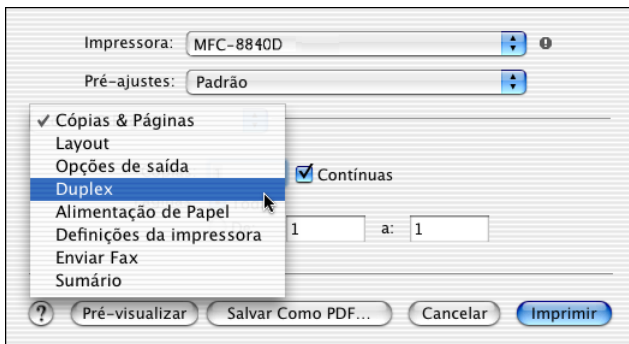 Impressora: MFC-8840D
Pré-ajustes: Padrão
✓ Cópias & Páginas
Layout
Opções de saída
Contínuas
Duplex
Alimentação de Papel
Definições da impressora
1 a: 1
Enviar Fax
Sumário
? Pré-visualizar Salvar Como PDF... Cancelar Imprimir